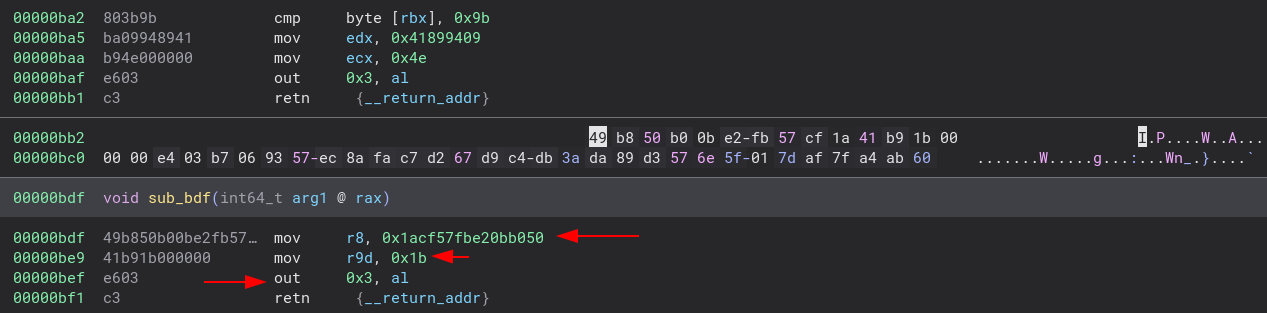 00000ba2 803b9b cmp byte [rbx], 0x9b
00000ba5 ba09948941 mov edx, 0x41899409
00000baa b94e000000 mov ecx, 0x4e
00000baf e603 out 0x3, al
00000bb1 c3 retn {__return_addr}
00000bb2 49 b8 50 b0 0b e2-fb 57 cf 1a 41 b9 1b 00 I.P....W..A...
00000bc0 00 00 e4 03 b7 06 93 57-ec 8a fa c7 d2 67 d9 c4-db 3a da 89 d3 57 6e 5f-01 7d af 7f a4 ab 60 .......W.....g...:...Wn_.}....`
00000bdf void sub_bdf(int64_t arg1 @ rax)
00000bdf 49b850b00be2fb57… mov r8, 0x1acf57fbe20bb050
00000be9 41b91b000000 mov r9d, 0x1b
00000bef e603 out 0x3, al
00000bf1 c3 retn {__return_addr}